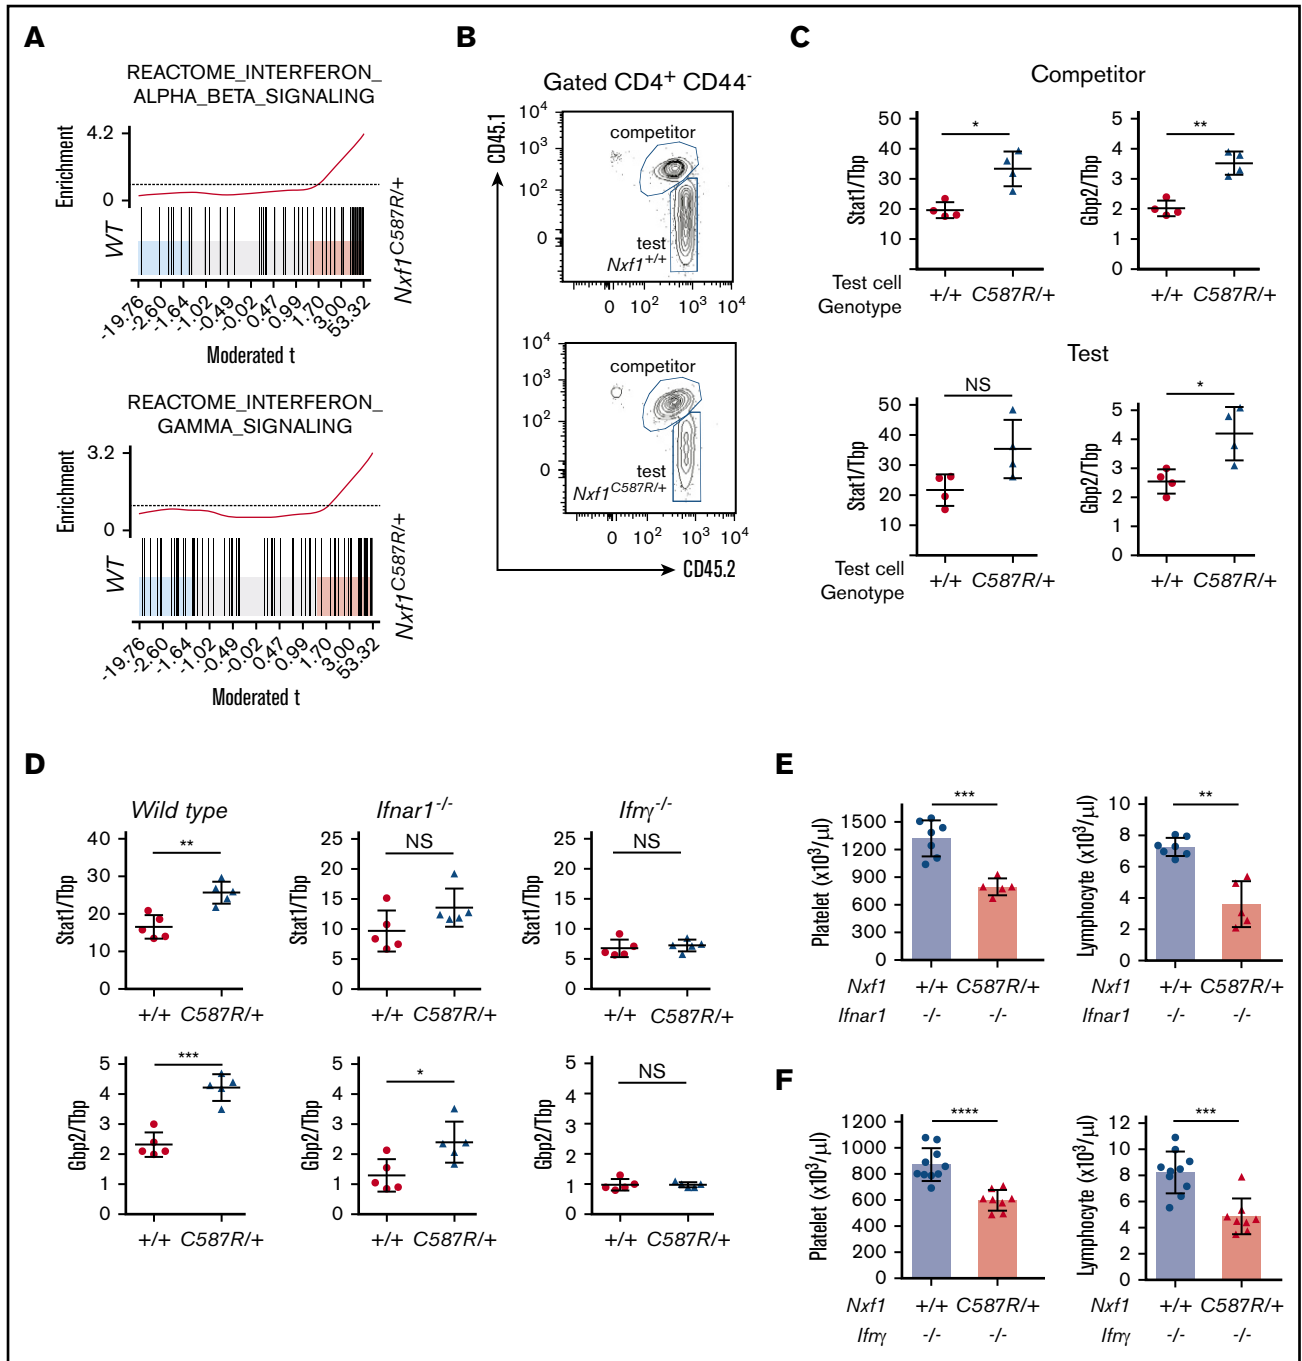 A
REACTOME_INTERFERON_
ALPHA_BETA_SIGNALING
Enrichment
4.2
0
WT
Nxf1C587R/+
-19.76 -2.60 -1.64 -1.02 -0.49 -0.02 0.47 0.99 1.70 3.00 53.32
Moderated t
REACTOME_INTERFERON_
GAMMA_SIGNALING
Enrichment
3.2
0
WT
Nxf1C587R/+
-19.76 -2.60 -1.64 -1.02 -0.49 -0.02 0.47 0.99 1.70 3.00 53.32
Moderated t
B
Gated CD4+ CD44-
CD45.1
10^4
10^3
10^2
0
competitor
test
Nxf1+/+
0 10^2 10^3 10^4
10^4
10^3
10^2
0
competitor
test
Nxf1C587R/+
0 10^2 10^3 10^4
CD45.2
C
Competitor
Stat1/Tbp
50
40
30
20
10
*
Gbp2/Tbp
5
4
3
2
1
0
**
Test cell
Genotype
+/+ C587R/+
+/+ C587R/+
Test
Stat1/Tbp
50
40
30
20
10
NS
Gbp2/Tbp
5
4
3
2
1
0
*
Test cell
Genotype
+/+ C587R/+
+/+ C587R/+
D
Wild type
Stat1/Tbp
40
30
20
10
0
**
+/+ C587R/+
Ifnar1-/-
Stat1/Tbp
25
20
15
10
5
0
NS
+/+ C587R/+
Ifnγ-/-
Stat1/Tbp
25
20
15
10
5
0
NS
+/+ C587R/+
Gbp2/Tbp
5
4
3
2
1
0
***
+/+ C587R/+
Gbp2/Tbp
5
4
3
2
1
0
*
+/+ C587R/+
Gbp2/Tbp
5
4
3
2
1
0
NS
+/+ C587R/+
E
Platelet (x10^3/µl)
1500
1200
900
600
300
0
***
Nxf1 +/+ C587R/+
Ifnar1 -/- -/-
Lymphocyte (x10^3/µl)
10
8
6
4
2
0
**
Nxf1 +/+ C587R/+
Ifnar1 -/- -/-
F
Platelet (x10^3/µl)
1200
1000
800
600
400
200
0
****
Nxf1 +/+ C587R/+
Ifnγ -/- -/-
Lymphocyte (x10^3/µl)
12
10
8
6
4
2
0
***
Nxf1 +/+ C587R/+
Ifnγ -/- -/-